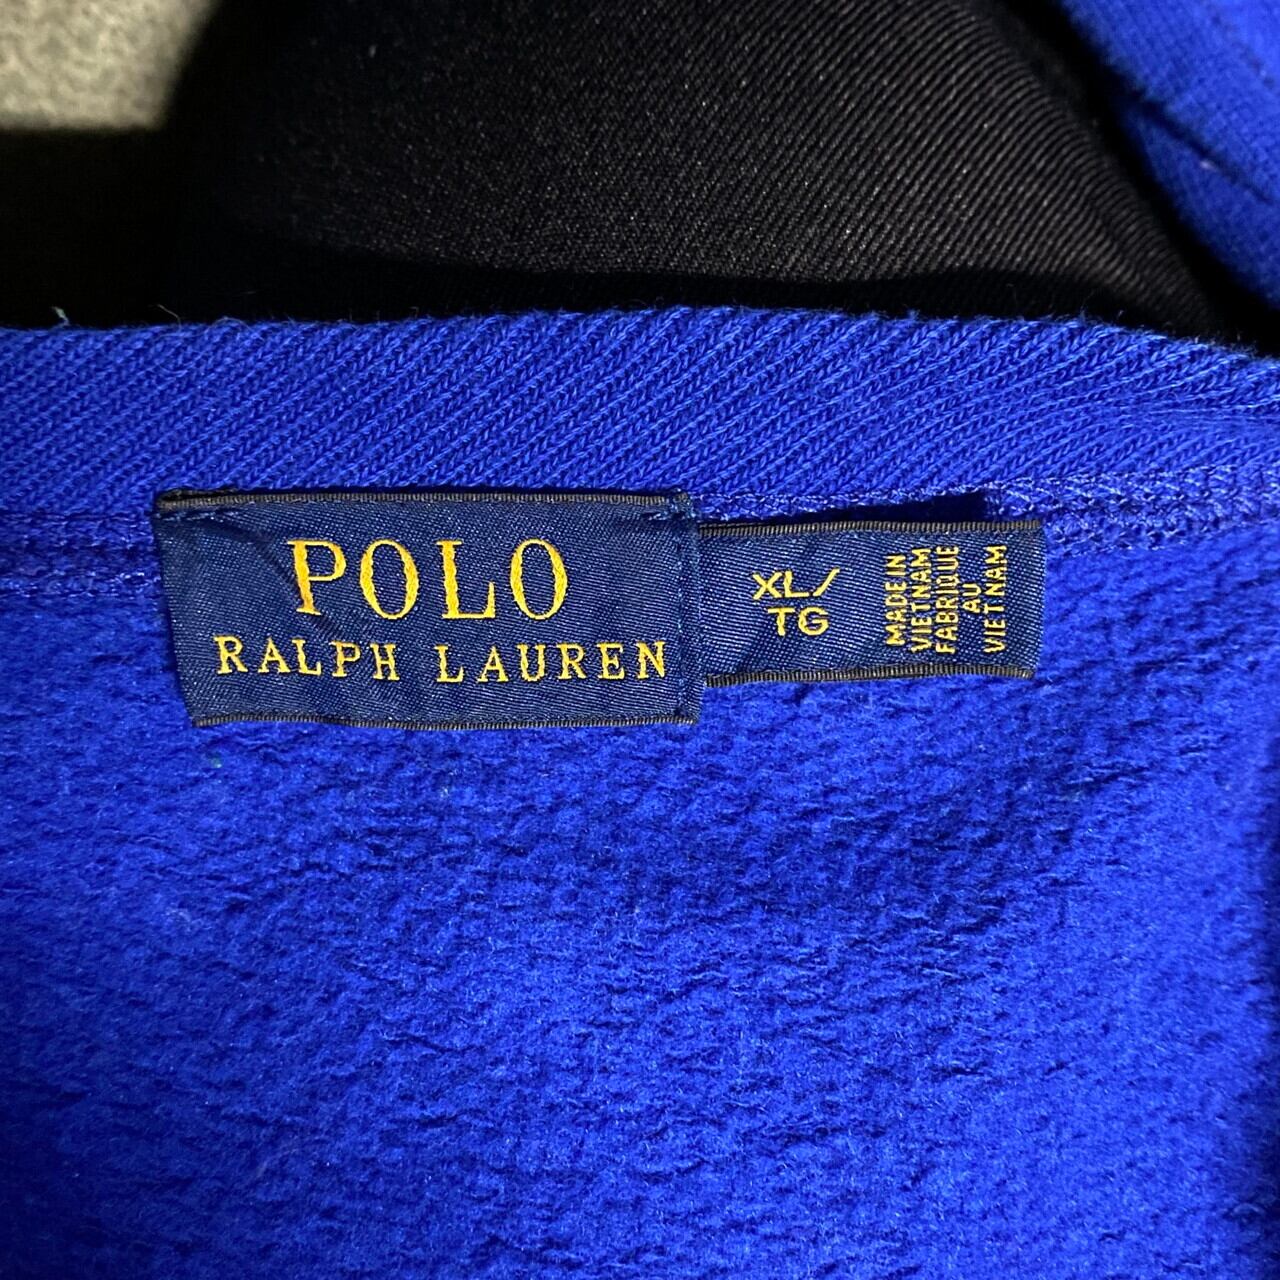 POLO
RALPH LAUREN
XL/
TG
MADE IN
VIETNAM
FABRIQUE
AU
VIETNAM